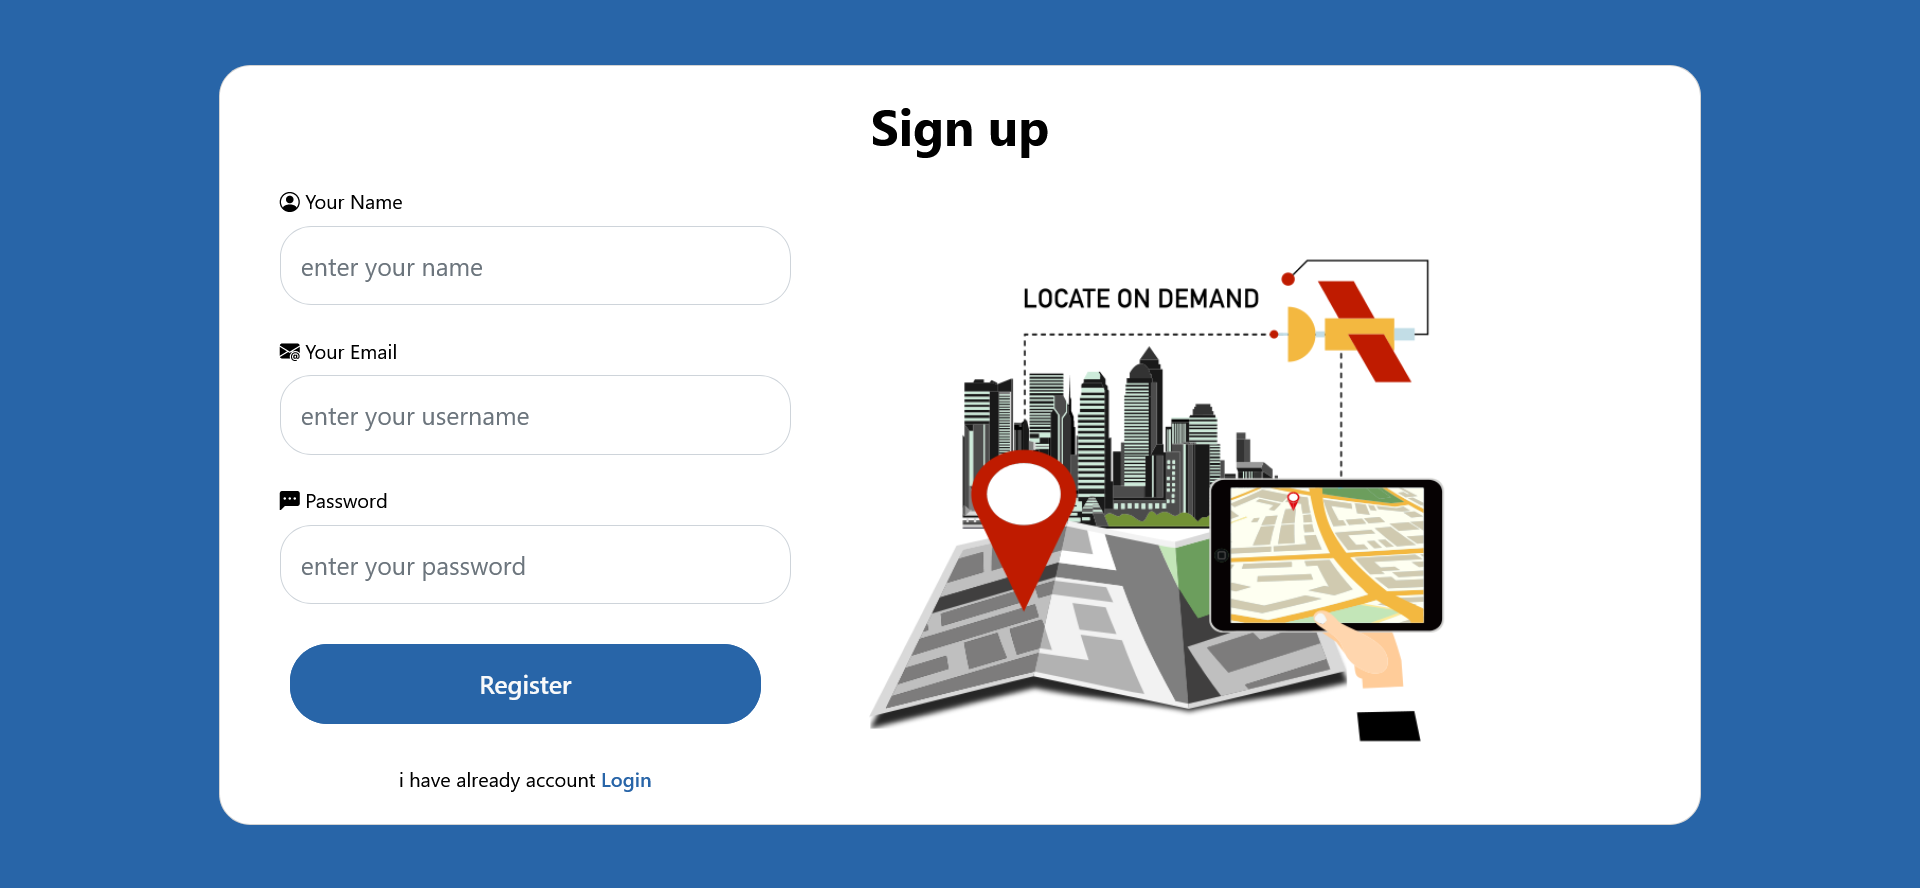 Sign up
Your Name
enter your name
Your Email
enter your username
Password
enter your password
Register
i have already account Login
LOCATE ON DEMAND